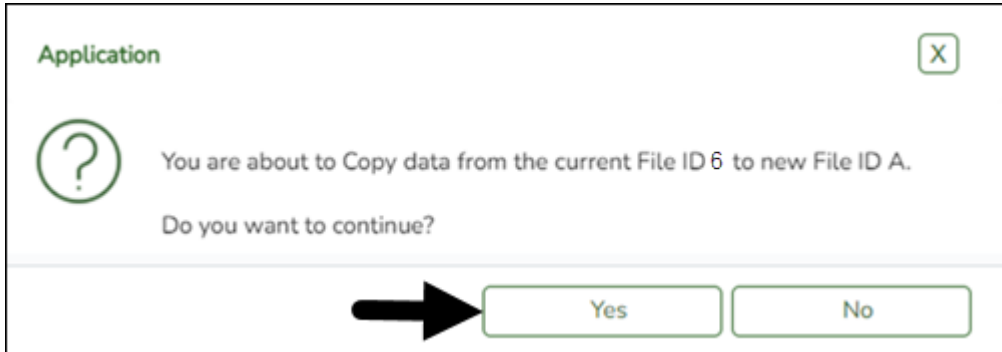 Application
X
?
You are about to Copy data from the current File ID 6 to new File ID A.
Do you want to continue?
Yes
No